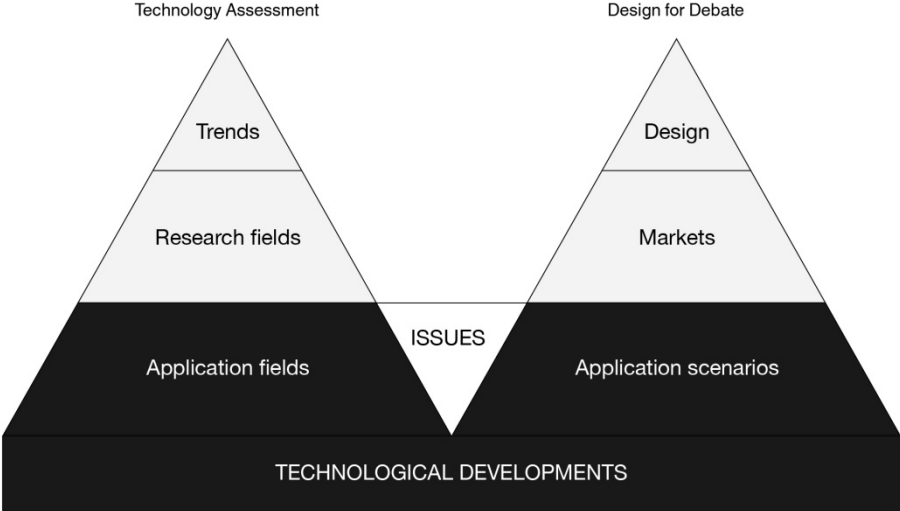 Technology Assessment
Design for Debate
Trends
Design
Research fields
Markets
ISSUES
Application fields
Application scenarios
TECHNOLOGICAL DEVELOPMENTS